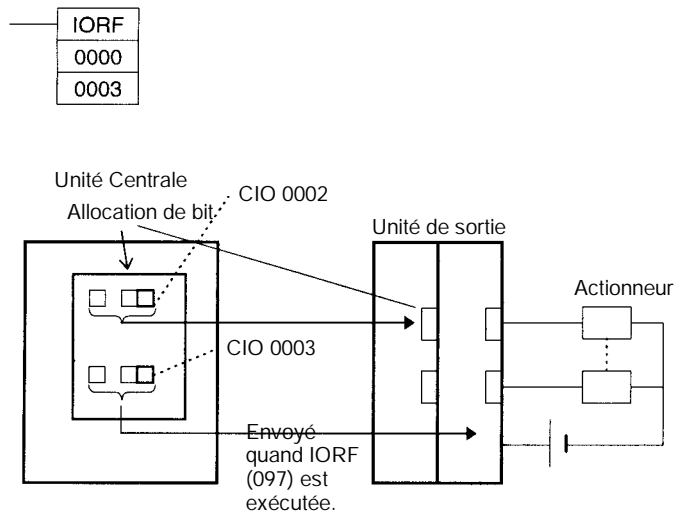 IORF
0000
0003
Unité Centrale
Allocation de bit
CIO 0002
Unité de sortie
Actionneur
CIO 0003
Envoyé
quand IORF
(097) est
exécutée.